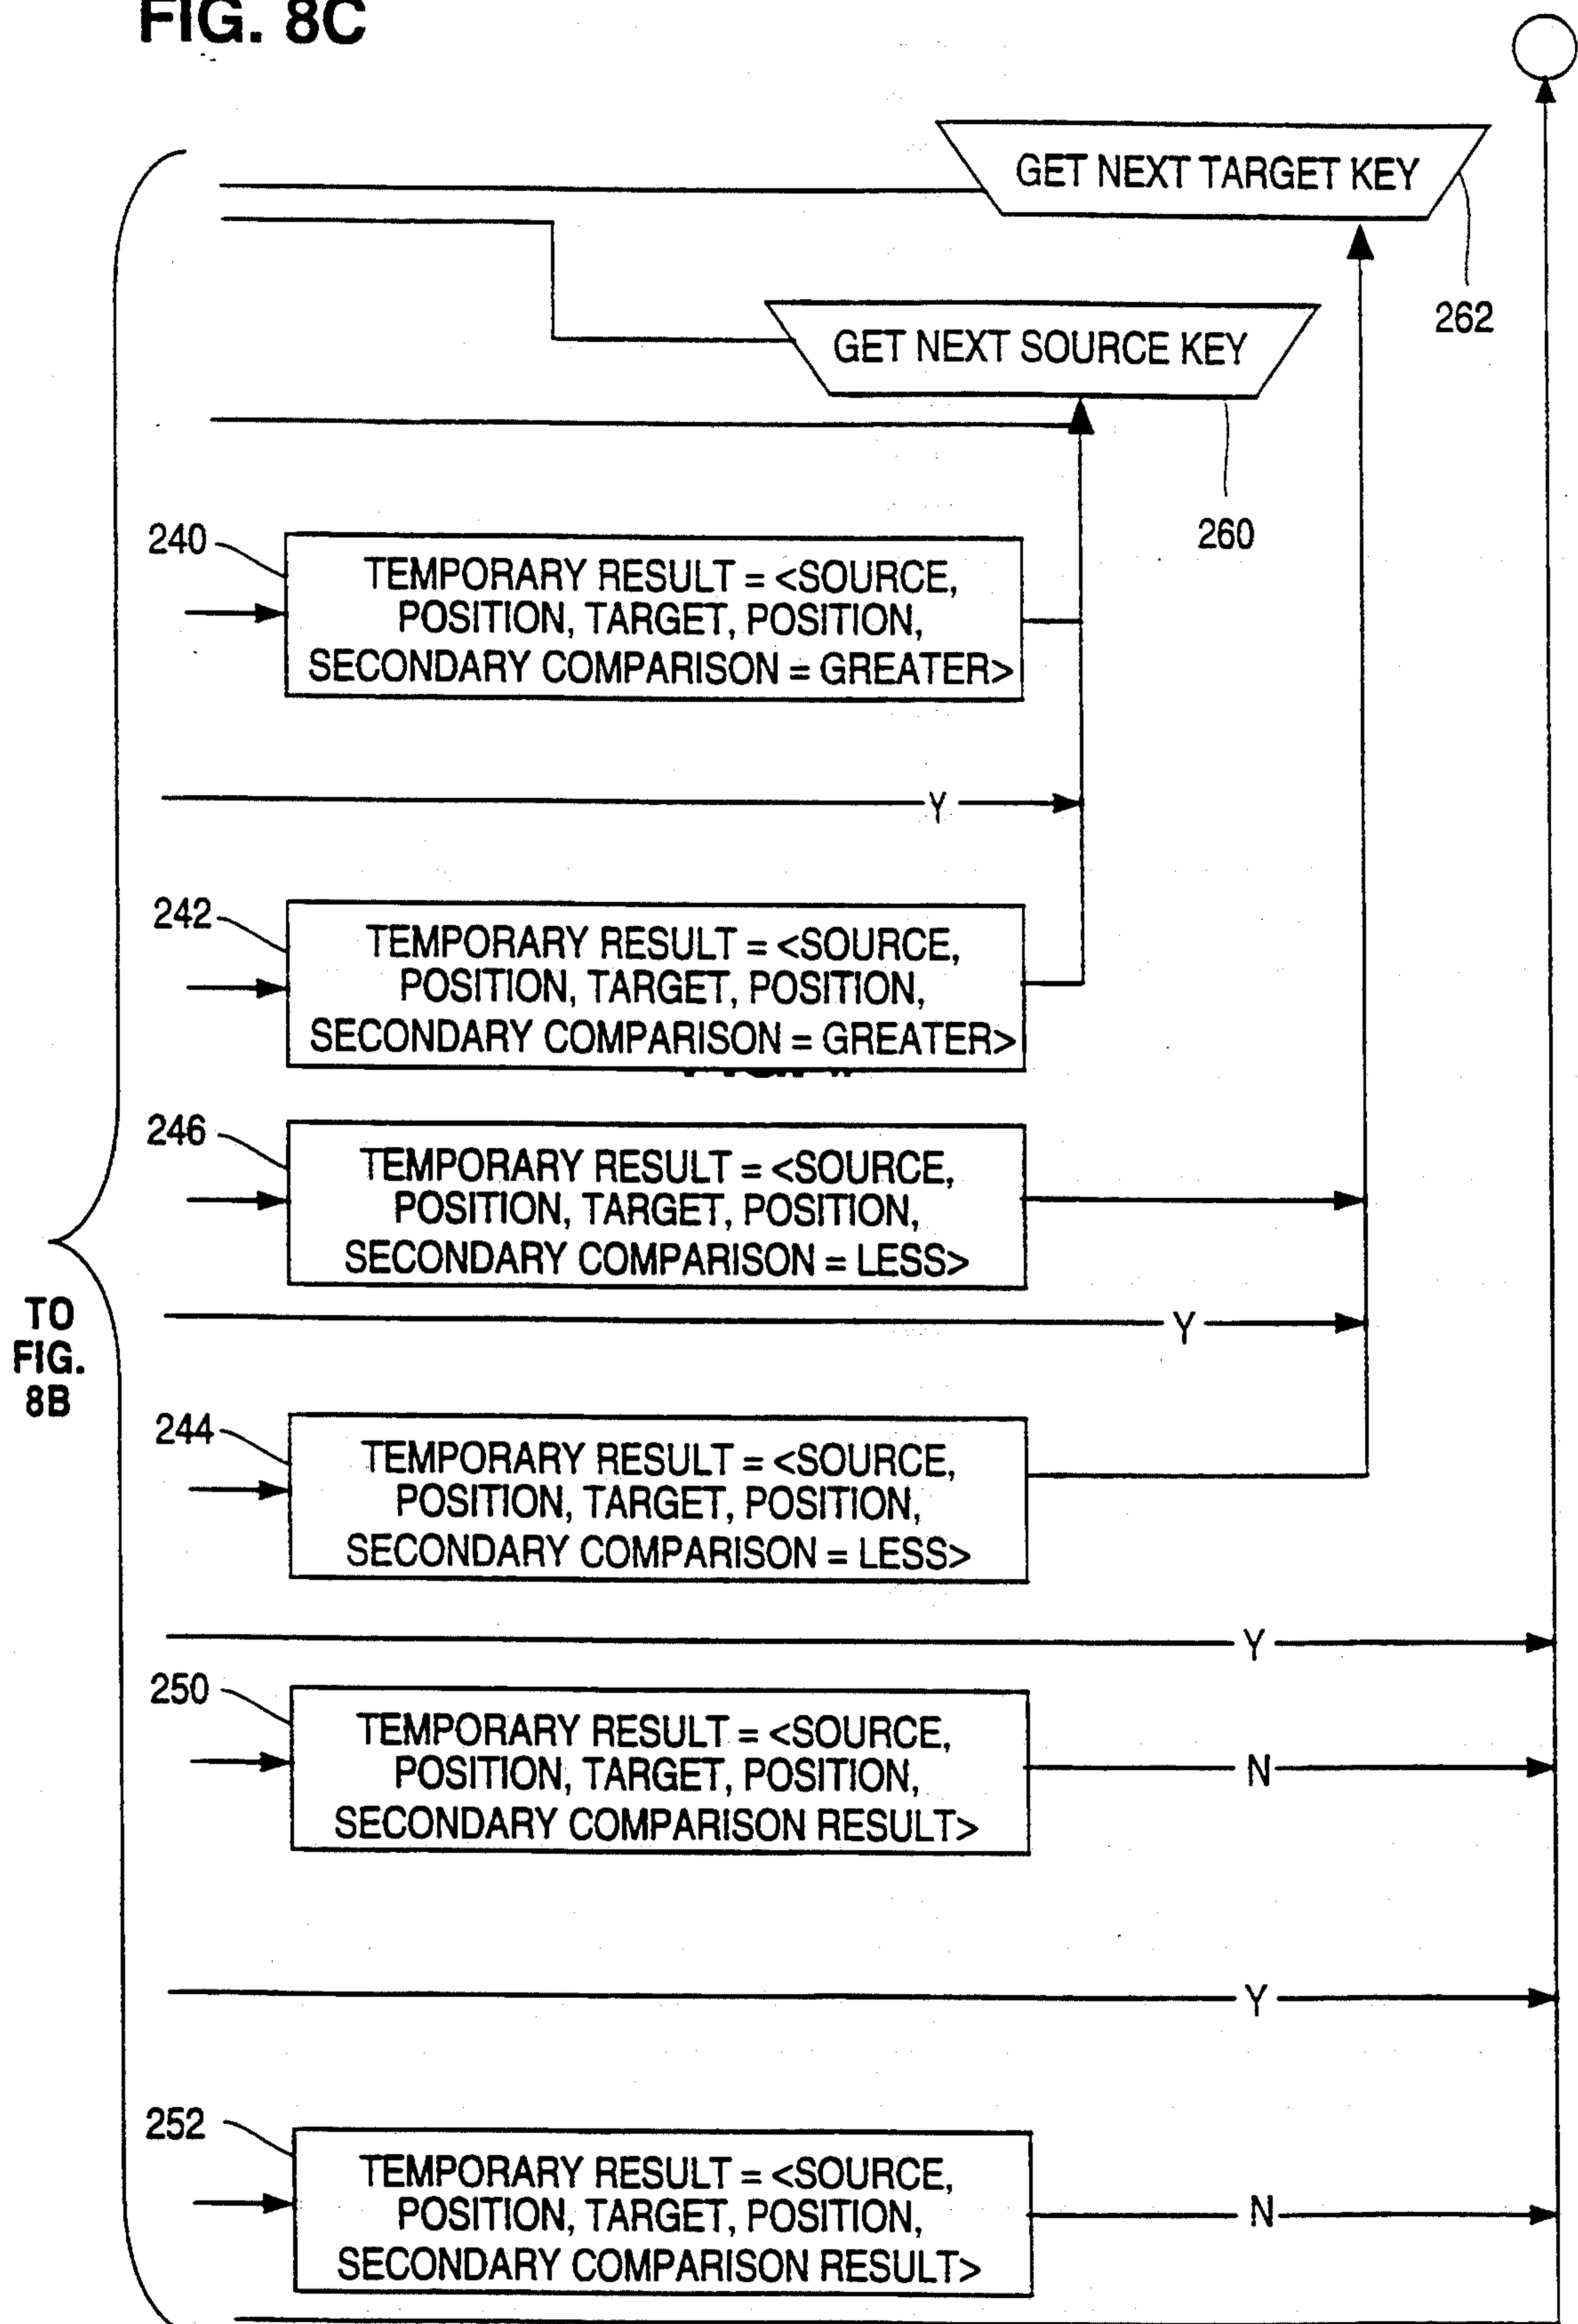 FIG. 8C
GET NEXT TARGET KEY
262
GET NEXT SOURCE KEY
260
240
TEMPORARY RESULT = <SOURCE,
POSITION, TARGET, POSITION,
SECONDARY COMPARISON = GREATER>
Y
242
TEMPORARY RESULT = <SOURCE,
POSITION, TARGET, POSITION,
SECONDARY COMPARISON = GREATER>
246
TEMPORARY RESULT = <SOURCE,
POSITION, TARGET, POSITION,
SECONDARY COMPARISON = LESS>
TO
FIG.
8B
Y
244
TEMPORARY RESULT = <SOURCE,
POSITION, TARGET, POSITION,
SECONDARY COMPARISON = LESS>
Y
250
TEMPORARY RESULT = <SOURCE,
POSITION, TARGET, POSITION,
SECONDARY COMPARISON RESULT>
N
Y
252
TEMPORARY RESULT = <SOURCE,
POSITION, TARGET, POSITION,
SECONDARY COMPARISON RESULT>
N